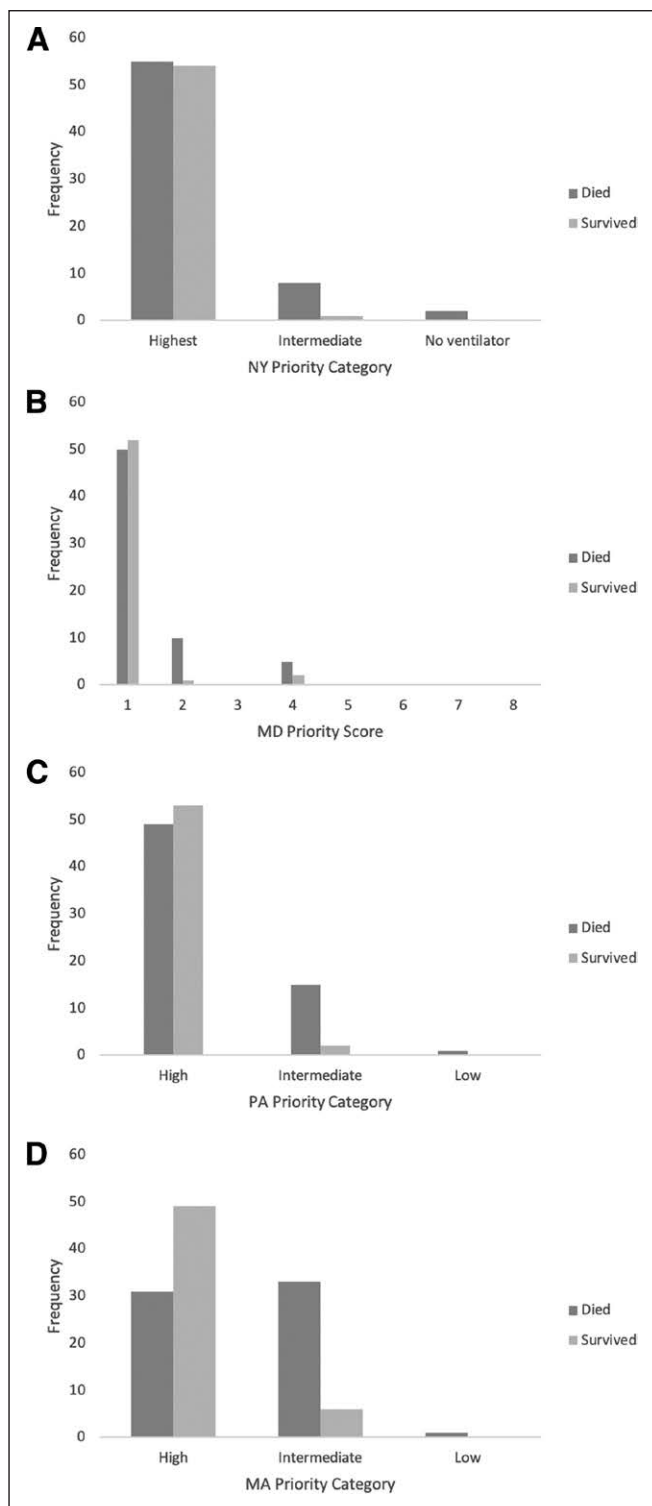 A
60
50
40
30
20
10
0
Frequency
Highest
Intermediate
No ventilator
NY Priority Category
Died
Survived
B
60
50
40
30
20
10
0
Frequency
1 2 3 4 5 6 7 8
MD Priority Score
Died
Survived
C
60
50
40
30
20
10
0
Frequency
High
Intermediate
Low
PA Priority Category
Died
Survived
D
60
50
40
30
20
10
0
Frequency
High
Intermediate
Low
MA Priority Category
Died
Survived